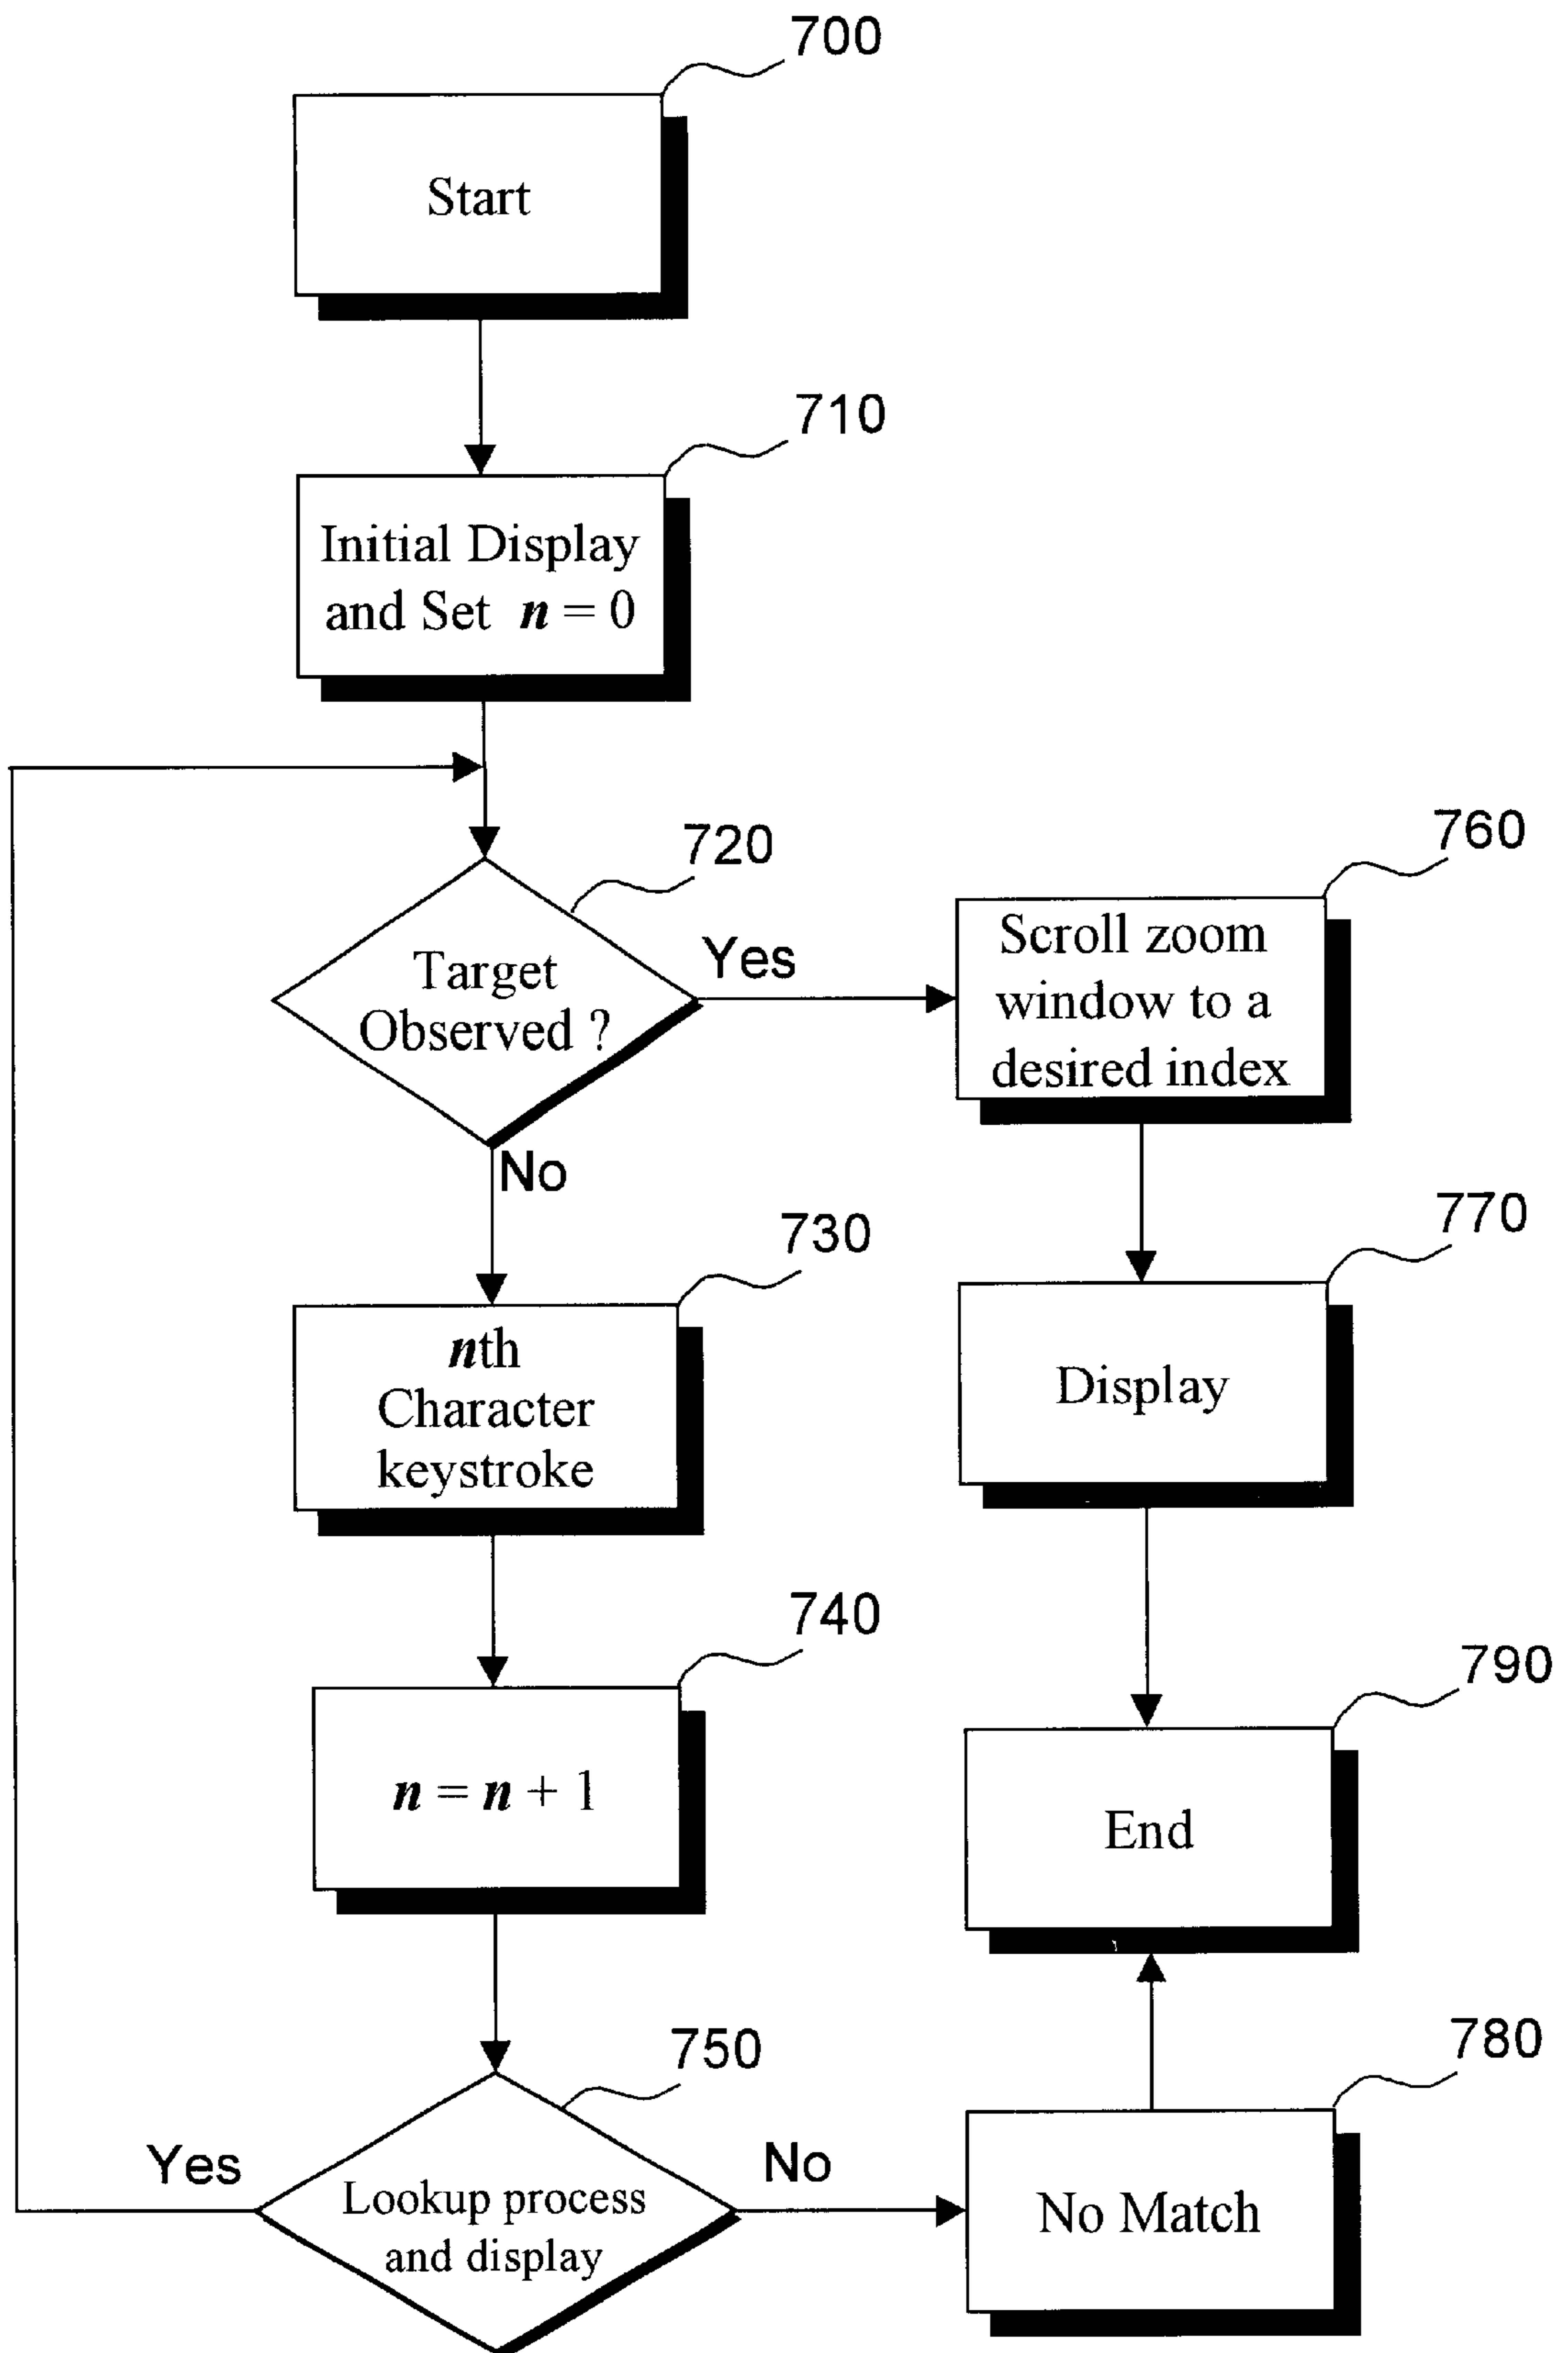 700
Start
710
Initial Display
and Set n = 0
720
Target
Observed ?
Yes
No
760
Scroll zoom
window to a
desired index
730
nth
Character
keystroke
770
Display
740
n = n + 1
790
End
750
Lookup process
and display
Yes
No
780
No Match